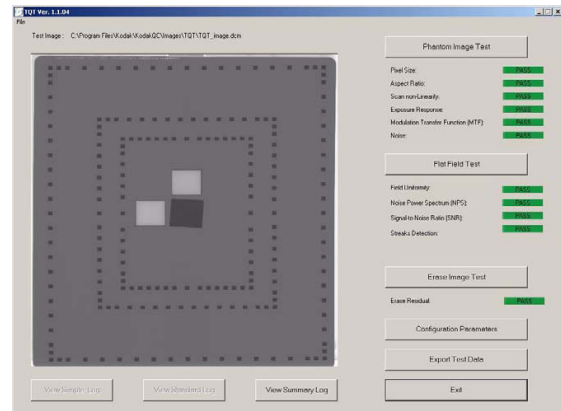 TQT Ver. 1.1.04
File
Test Image : C:\Program Files\Kodak\KodakQC\Images\TQT\TQT_image.dcm
Phantom Image Test
Pixel Size: PASS
Aspect Ratio: PASS
Scan non-Linearity: PASS
Exposure Response: PASS
Modulation Transfer Function (MTF): PASS
Noise: PASS
Flat Field Test
Field Uniformity: PASS
Noise Power Spectrum (NPS): PASS
Signal-to-Noise Ratio (SNR): PASS
Streaks Detection: PASS
Erase Image Test
Erase Residual: PASS
Configuration Parameters
Export Test Data
View Simpler Log View Standard Log View Summary Log Exit